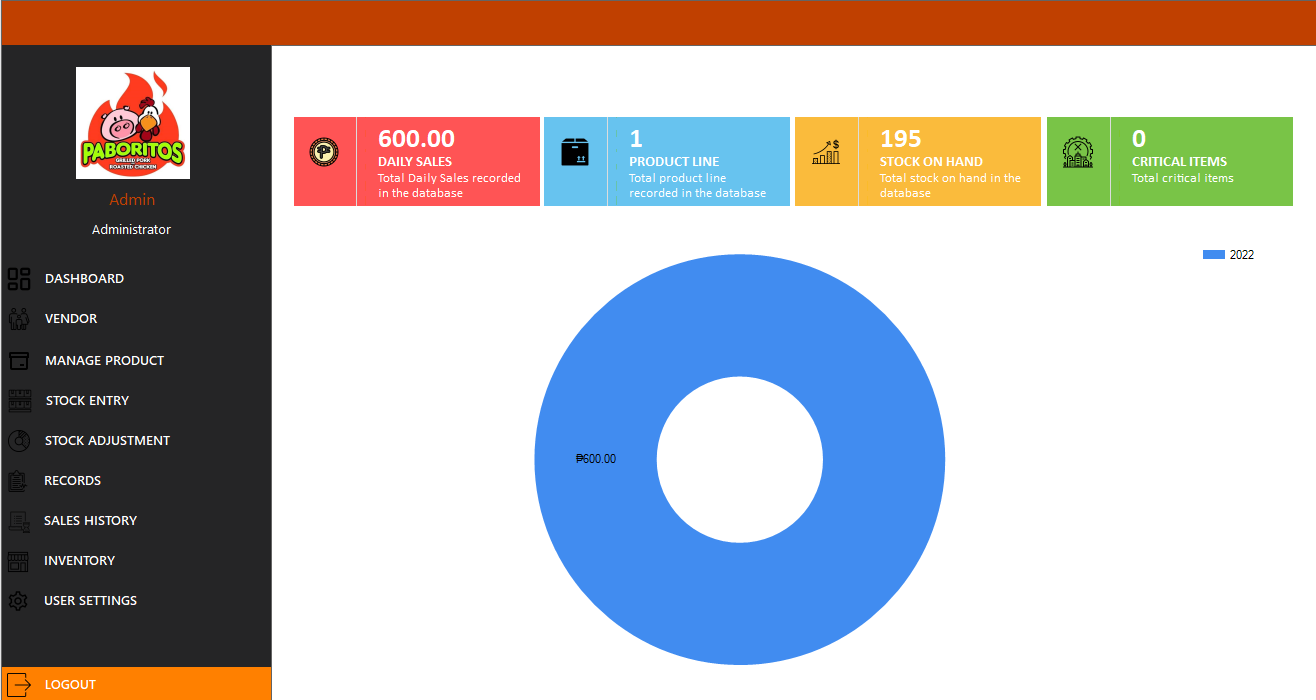 PABORITOS
GRILLED PORK
ROASTED CHICKEN
Admin
Administrator
DASHBOARD
VENDOR
MANAGE PRODUCT
STOCK ENTRY
STOCK ADJUSTMENT
RECORDS
SALES HISTORY
INVENTORY
USER SETTINGS
LOGOUT
600.00
DAILY SALES
Total Daily Sales recorded
in the database
1
PRODUCT LINE
Total product line
recorded in the database
195
STOCK ON HAND
Total stock on hand in the
database
0
CRITICAL ITEMS
Total critical items
2022
₱600.00